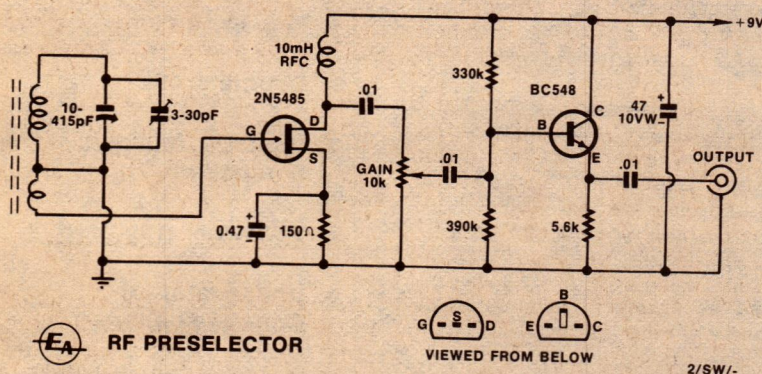 +9V
10mH
RFC
330k
BC548
2N5485
.01
10-
415pF
3-30pF
D
G
S
C
B
E
47
10VW
+
-
.01
GAIN
10k
.01
OUTPUT
+
0.47
-
150Ω
390k
5.6k
B
G S D
E C
VIEWED FROM BELOW
EA
RF PRESELECTOR
2/SW/-